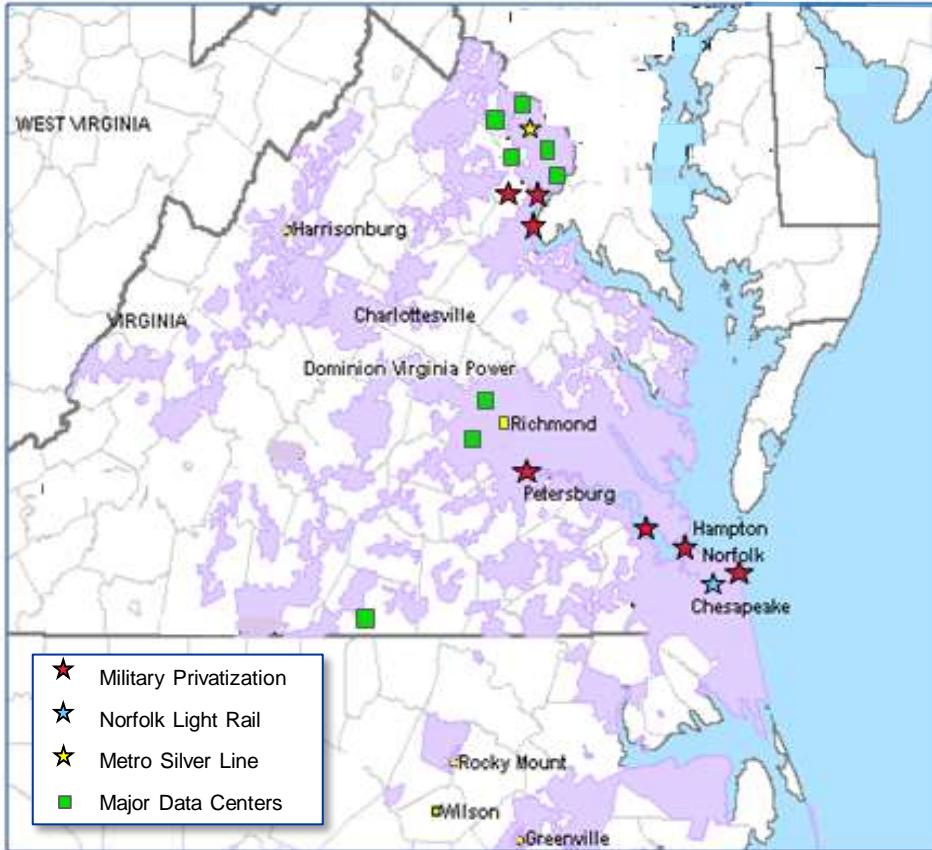 WEST VIRGINIA
Harrisonburg
Charlottesville
VIRGINIA
Dominion Virginia Power
Richmond
Petersburg
Hampton
Norfolk
Chesapeake
Military Privatization
Norfolk Light Rail
Metro Silver Line
Major Data Centers
Rocky Mount
Wilson
Greenville